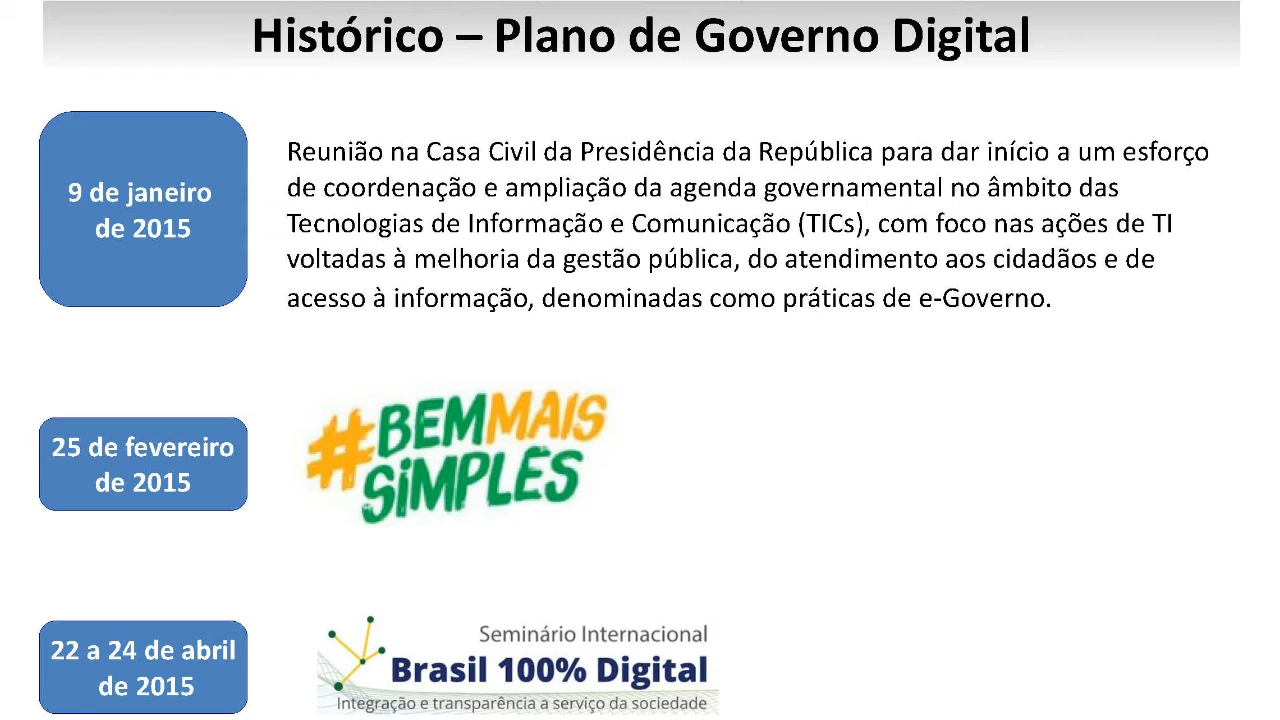 Histórico – Plano de Governo Digital
9 de janeiro
de 2015
Reunião na Casa Civil da Presidência da República para dar início a um esforço
de coordenação e ampliação da agenda governamental no âmbito das
Tecnologias de Informação e Comunicação (TICs), com foco nas ações de TI
voltadas à melhoria da gestão pública, do atendimento aos cidadãos e de
acesso à informação, denominadas como práticas de e-Governo.
25 de fevereiro
de 2015
#BEMMAIS
SiMPLES
22 a 24 de abril
de 2015
Seminário Internacional
Brasil 100% Digital
Integração e transparência a serviço da sociedade